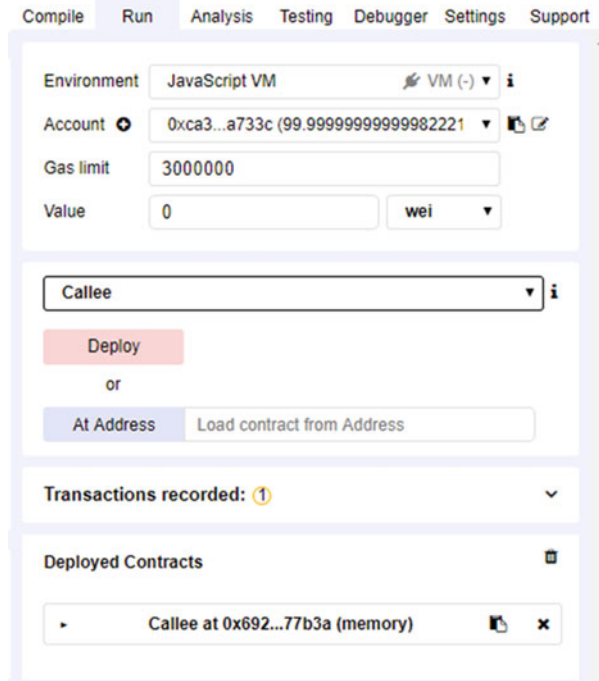 Compile Run Analysis Testing Debugger Settings Support
Environment JavaScript VM VM (-) i
Account 0xca3...a733c (99.99999999999982221
Gas limit 3000000
Value 0 wei
Callee i
Deploy
or
At Address Load contract from Address
Transactions recorded: 1
Deployed Contracts
Callee at 0x692...77b3a (memory)